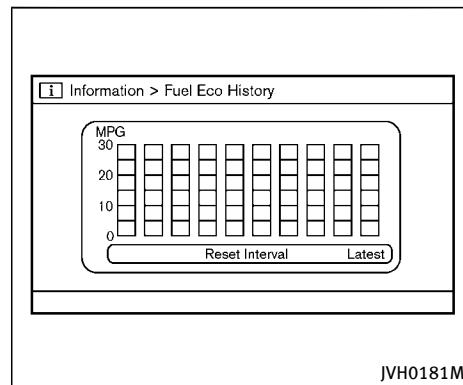 i Information > Fuel Eco History
MPG
30
20
10
0
Reset Interval Latest
JVH0181M